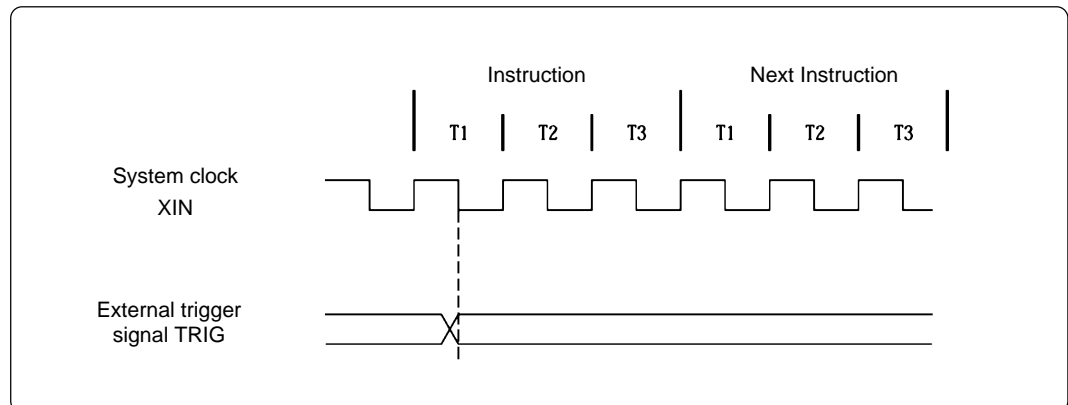 Instruction Next Instruction
T1 T2 T3 T1 T2 T3
System clock
XIN
External trigger
signal TRIG